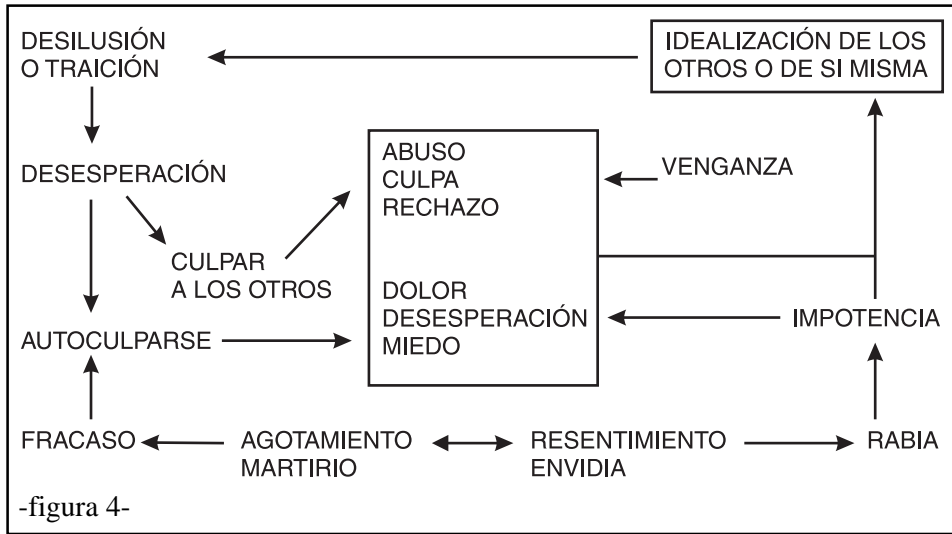 DESILUSIÓN
O TRAICIÓN
IDEALIZACIÓN DE LOS
OTROS O DE SI MISMA
DESESPERACIÓN
ABUSO
CULPA
RECHAZO
VENGANZA
CULPAR
A LOS OTROS
DOLOR
DESESPERACIÓN
MIEDO
IMPOTENCIA
AUTOCULPARSE
FRACASO
AGOTAMIENTO
MARTIRIO
RESENTIMIENTO
ENVIDIA
RABIA
-figura 4-